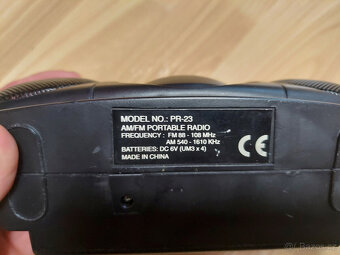 MODEL NO.: PR-23
AM/FM PORTABLE RADIO
FREQUENCY: FM 88 - 108 MHz
AM 540 - 1610 KHz
BATTERIES: DC 6V (UM3 x 4)
MADE IN CHINA
CE